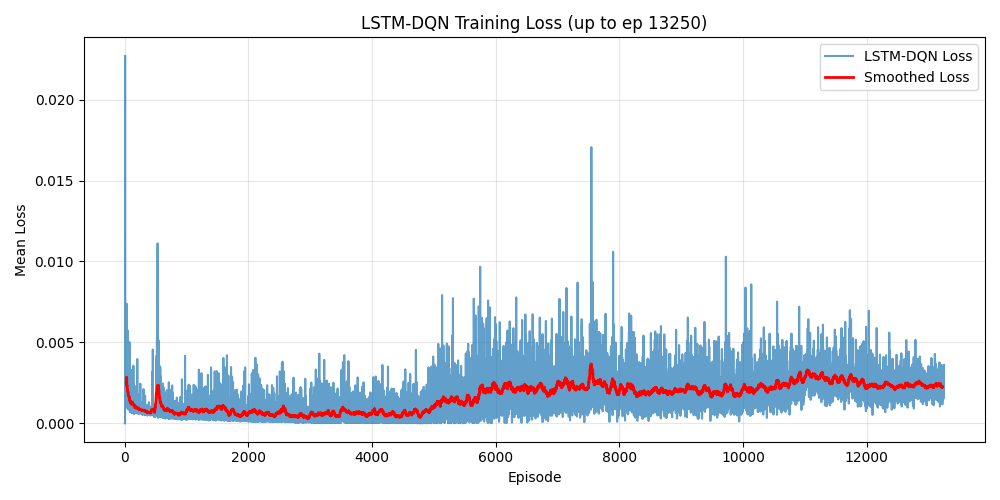 LSTM-DQN Training Loss (up to ep 13250)
LSTM-DQN Loss
Smoothed Loss
Mean Loss
0.020
0.015
0.010
0.005
0.000
0 2000 4000 6000 8000 10000 12000
Episode